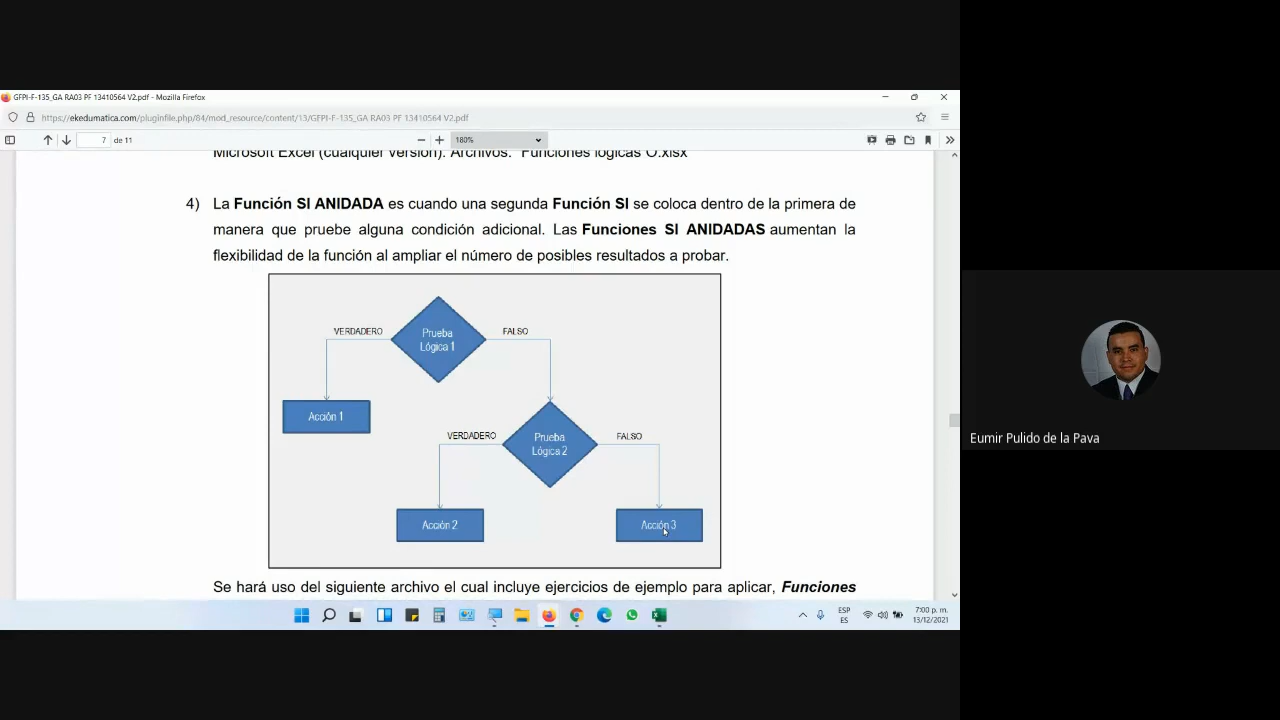 GFPI-F-135_GA RA03 PF 13410564 V2.pdf - Mozilla Firefox
https://ekedumatica.com/pluginfile.php/84/mod_resource/content/13/GFPI-F-135_GA RA03 PF 13410564 V2.pdf
7 de 11
180%
Microsoft Excel (cualquier versión). Archivos: "Funciones lógicas O.xlsx
4) La Función SI ANIDADA es cuando una segunda Función SI se coloca dentro de la primera de
manera que pruebe alguna condición adicional. Las Funciones SI ANIDADAS aumentan la
flexibilidad de la función al ampliar el número de posibles resultados a probar.
VERDADERO
Prueba
Lógica 1
FALSO
Acción 1
VERDADERO
Prueba
Lógica 2
FALSO
Acción 2
Acción 3
Se hará uso del siguiente archivo el cual incluye ejercicios de ejemplo para aplicar, Funciones
Eumir Pulido de la Pava
ESP
ES
7:00 p. m.
13/12/2021